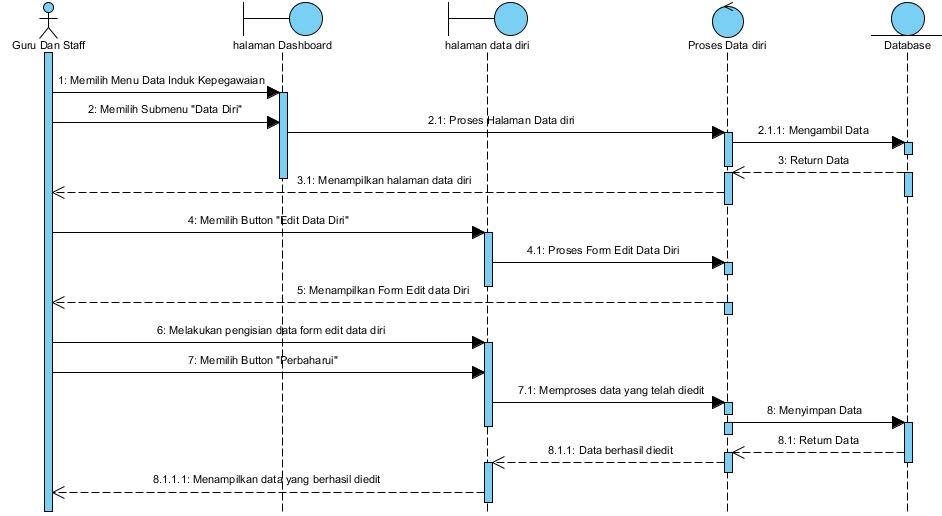 Guru Dan Staff
halaman Dashboard
halaman data diri
Proses Data diri
Database
1: Memilih Menu Data Induk Kepegawaian
2: Memilih Submenu "Data Diri"
2.1: Proses Halaman Data diri
2.1.1: Mengambil Data
3: Return Data
3.1: Menampilkan halaman data diri
4: Memilih Button "Edit Data Diri"
4.1: Proses Form Edit Data Diri
5: Menampilkan Form Edit data Diri
6: Melakukan pengisian data form edit data diri
7: Memilih Button "Perbaharui"
7.1: Memproses data yang telah diedit
8: Menyimpan Data
8.1: Return Data
8.1.1: Data berhasil diedit
8.1.1.1: Menampilkan data yang berhasil diedit